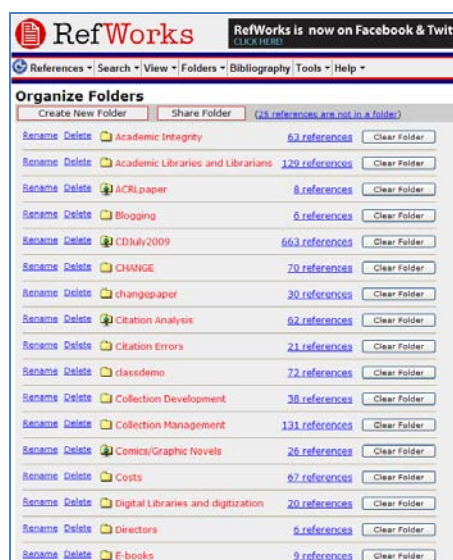 RefWorks
RefWorks is now on Facebook & Twit
CLICK HERE!
References Search View Folders Bibliography Tools Help
Organize Folders
Create New Folder Share Folder (25 references are not in a folder)
Rename Delete Academic Integrity 63 references Clear Folder
Rename Delete Academic Libraries and Librarians 129 references Clear Folder
Rename Delete ACRLpaper 8 references Clear Folder
Rename Delete Blogging 6 references Clear Folder
Rename Delete CDJuly2009 663 references Clear Folder
Rename Delete CHANGE 70 references Clear Folder
Rename Delete changepaper 30 references Clear Folder
Rename Delete Citation Analysis 62 references Clear Folder
Rename Delete Citation Errors 21 references Clear Folder
Rename Delete classdemo 72 references Clear Folder
Rename Delete Collection Development 38 references Clear Folder
Rename Delete Collection Management 131 references Clear Folder
Rename Delete Comics/Graphic Novels 26 references Clear Folder
Rename Delete Costs 67 references Clear Folder
Rename Delete Digital Libraries and digitization 20 references Clear Folder
Rename Delete Directors 6 references Clear Folder
Rename Delete E-books 9 references Clear Folder